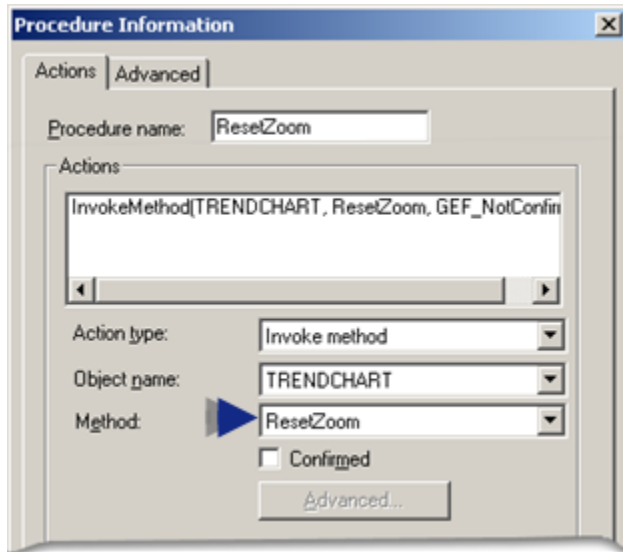 Procedure Information
Actions Advanced
Procedure name: ResetZoom
Actions
InvokeMethod(TRENDCHART, ResetZoom, GEF_NotConfin
Action type: Invoke method
Object name: TRENDCHART
Method: ResetZoom
Confirmed
Advanced...